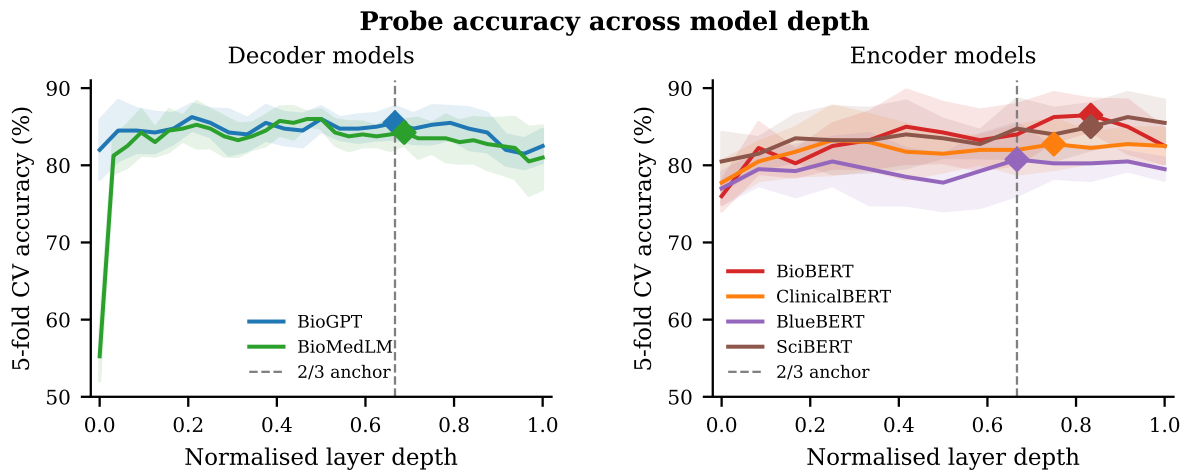 Probe accuracy across model depth
Decoder models
5-fold CV accuracy (%)
90
80
70
60
50
BioGPT
BioMedLM
2/3 anchor
0.0 0.2 0.4 0.6 0.8 1.0
Normalised layer depth
Encoder models
5-fold CV accuracy (%)
90
80
70
60
50
BioBERT
ClinicalBERT
BlueBERT
SciBERT
2/3 anchor
0.0 0.2 0.4 0.6 0.8 1.0
Normalised layer depth